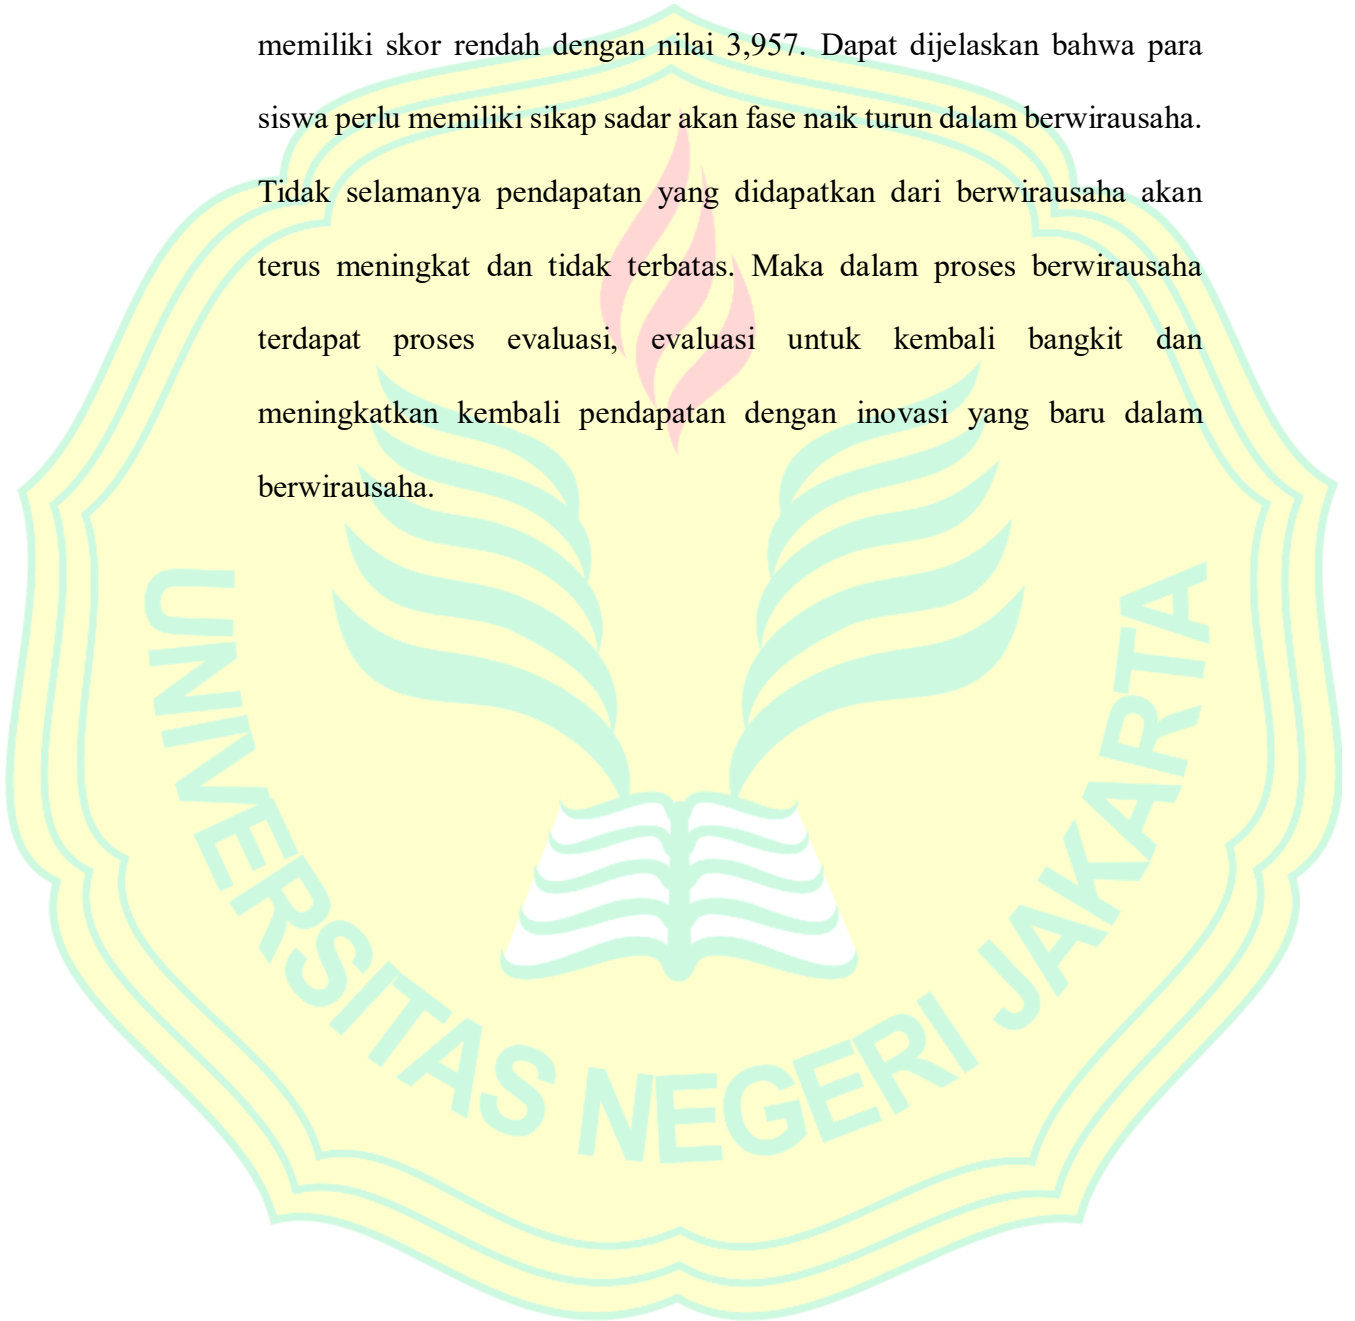 memiliki skor rendah dengan nilai 3,957. Dapat dijelaskan bahwa para
siswa perlu memiliki sikap sadar akan fase naik turun dalam berwirausaha.
Tidak selamanya pendapatan yang didapatkan dari berwirausaha akan
terus meningkat dan tidak terbatas. Maka dalam proses berwirausaha
terdapat proses evaluasi, evaluasi untuk kembali bangkit dan
meningkatkan kembali pendapatan dengan inovasi yang baru dalam
berwirausaha.
UNIVERSITAS NEGERI JAKARTA